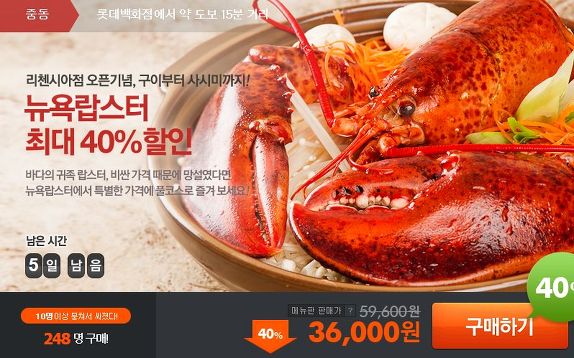 중동
롯데백화점에서 약 도보 15분 거리
리첸시아점 오픈기념, 구이부터 사시미까지!
뉴욕랍스터
최대 40%할인
바다의 귀족 랍스터, 비싼 가격 때문에 망설였다면
뉴욕랍스터에서 특별한 가격에 풀코스로 즐겨 보세요!
남은 시간
5일 남음
10명이상 뭉쳐서 싸졌다!
248 명 구매!
40%
메뉴판 판매가 ?
59,600원
36,000원
구매하기
40